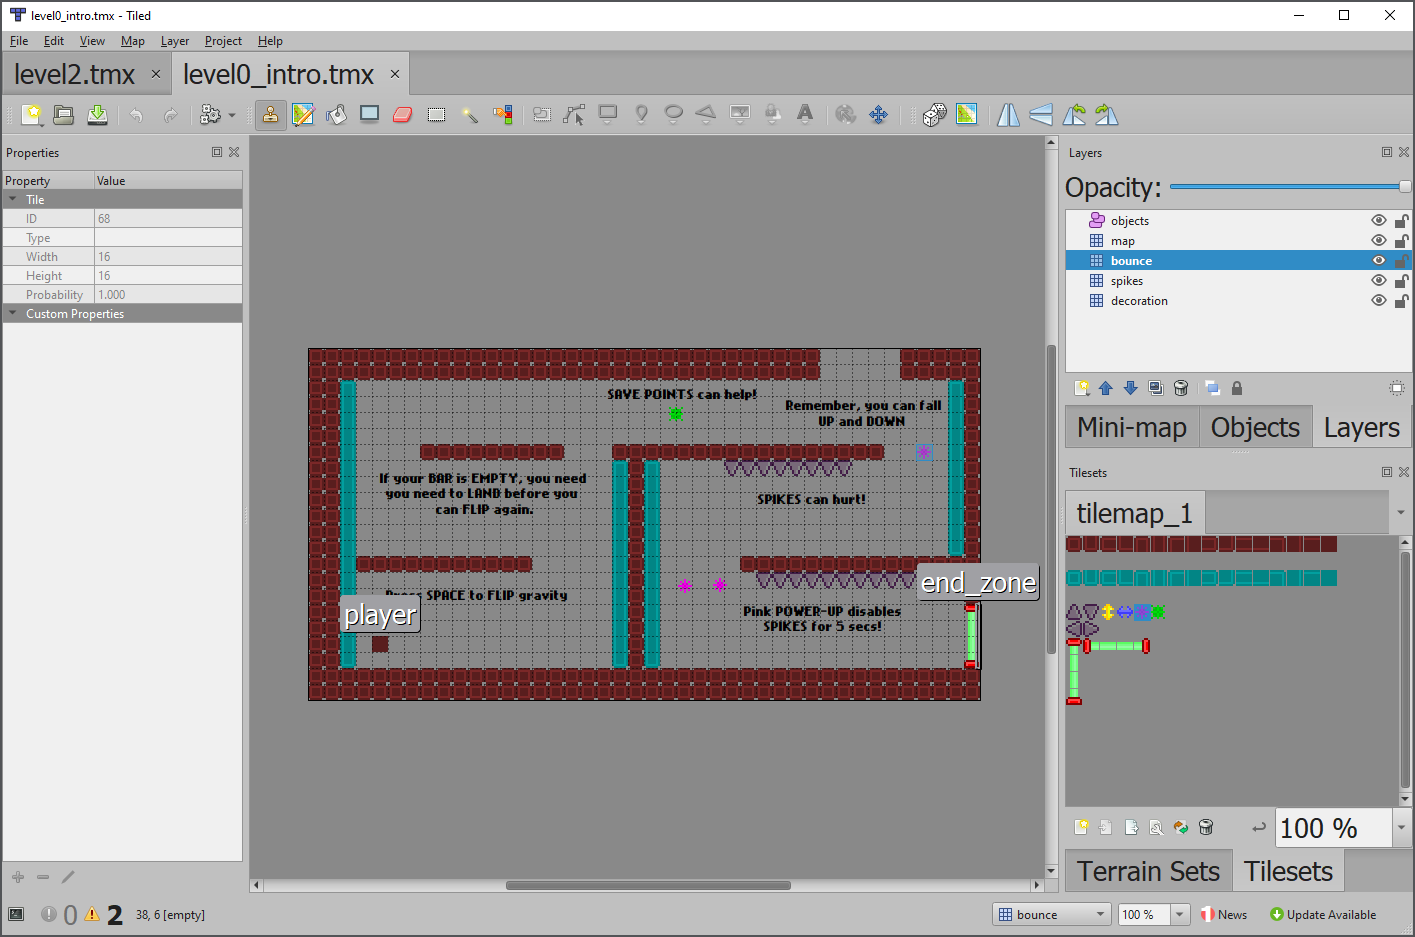 level0_intro.tmx - Tiled
File Edit View Map Layer Project Help
level2.tmx
level0_intro.tmx
Properties
Property Value
Tile
ID 68
Type
Width 16
Height 16
Probability 1.000
Custom Properties
SAVE POINTS can help!
Remember, you can fall
UP and DOWN
If your BAR is EMPTY, you need
you need to LAND before you
can FLIP again.
SPIKES can hurt!
SPACE to FLIP gravity
player
end_zone
Pink POWER-UP disables
SPIKES for 5 secs!
Layers
Opacity:
objects
map
bounce
spikes
decoration
Mini-map Objects Layers
Tilesets
tilemap_1
100 %
Terrain Sets Tilesets
0 2 38, 6 [empty]
bounce 100 % News Update Available